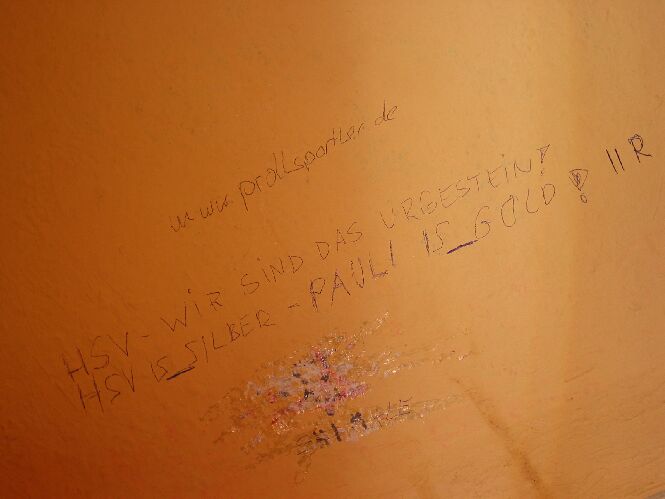 www.prollsportler.de
HSV - WiR SiND DAS URGESTEIN!
HSV IS SILBER - PAULI IS GOLD! IIR